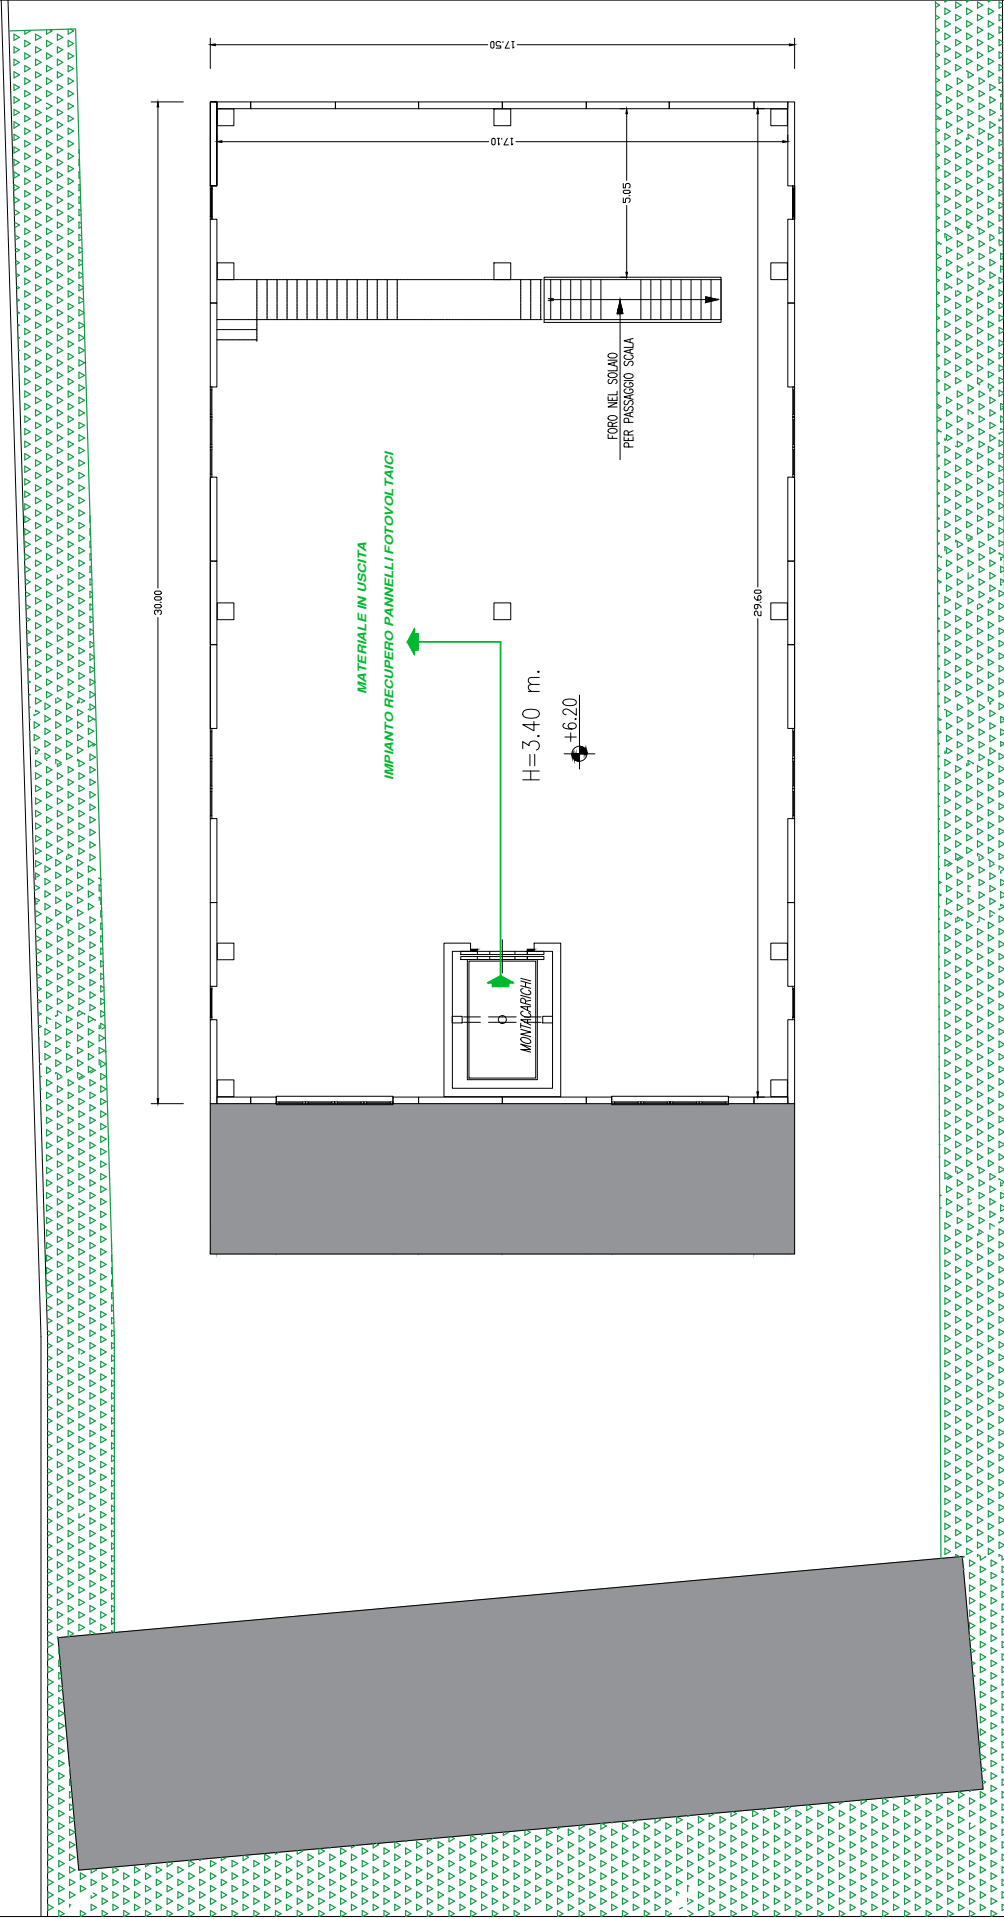 17.50
17.10
5.05
FORO NEL SOLAIO
PER PASSAGGIO SCALA
MATERIALE IN USCITA
IMPIANTO RECUPERO PANNELLI FOTOVOLTAICI
30.00
29.60
H=3.40 m.
+6.20
MONTACARICHI